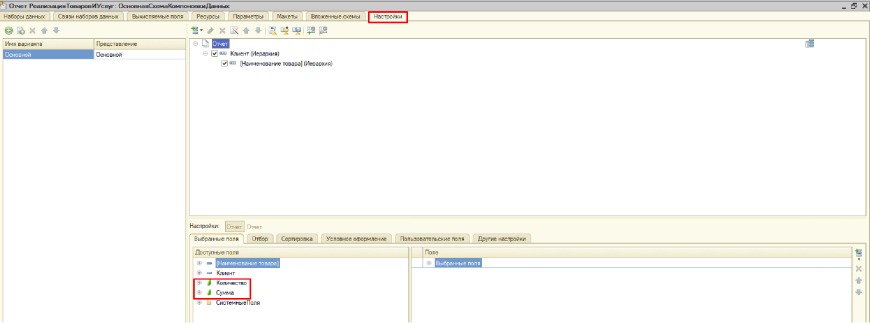 Отчет РеализацияТоваровИУслуг: ОсновнаяСхемаКомпоновкиДанных
Наборы данных Связи наборов данных Вычисляемые поля Ресурсы Параметры Макеты Вложенные схемы Настройки
Имя варианта Представление
Основной Основной
Отчет
Клиент (Иерархия)
[Наименование товара] (Иерархия)
Настройки: Отчет Отчет
Выбранные поля Отбор Сортировка Условное оформление Пользовательские поля Другие настройки
Доступные поля Поле
[Наименование товара] Выбранные поля
Клиент
Количество
Сумма
СистемныеПоля